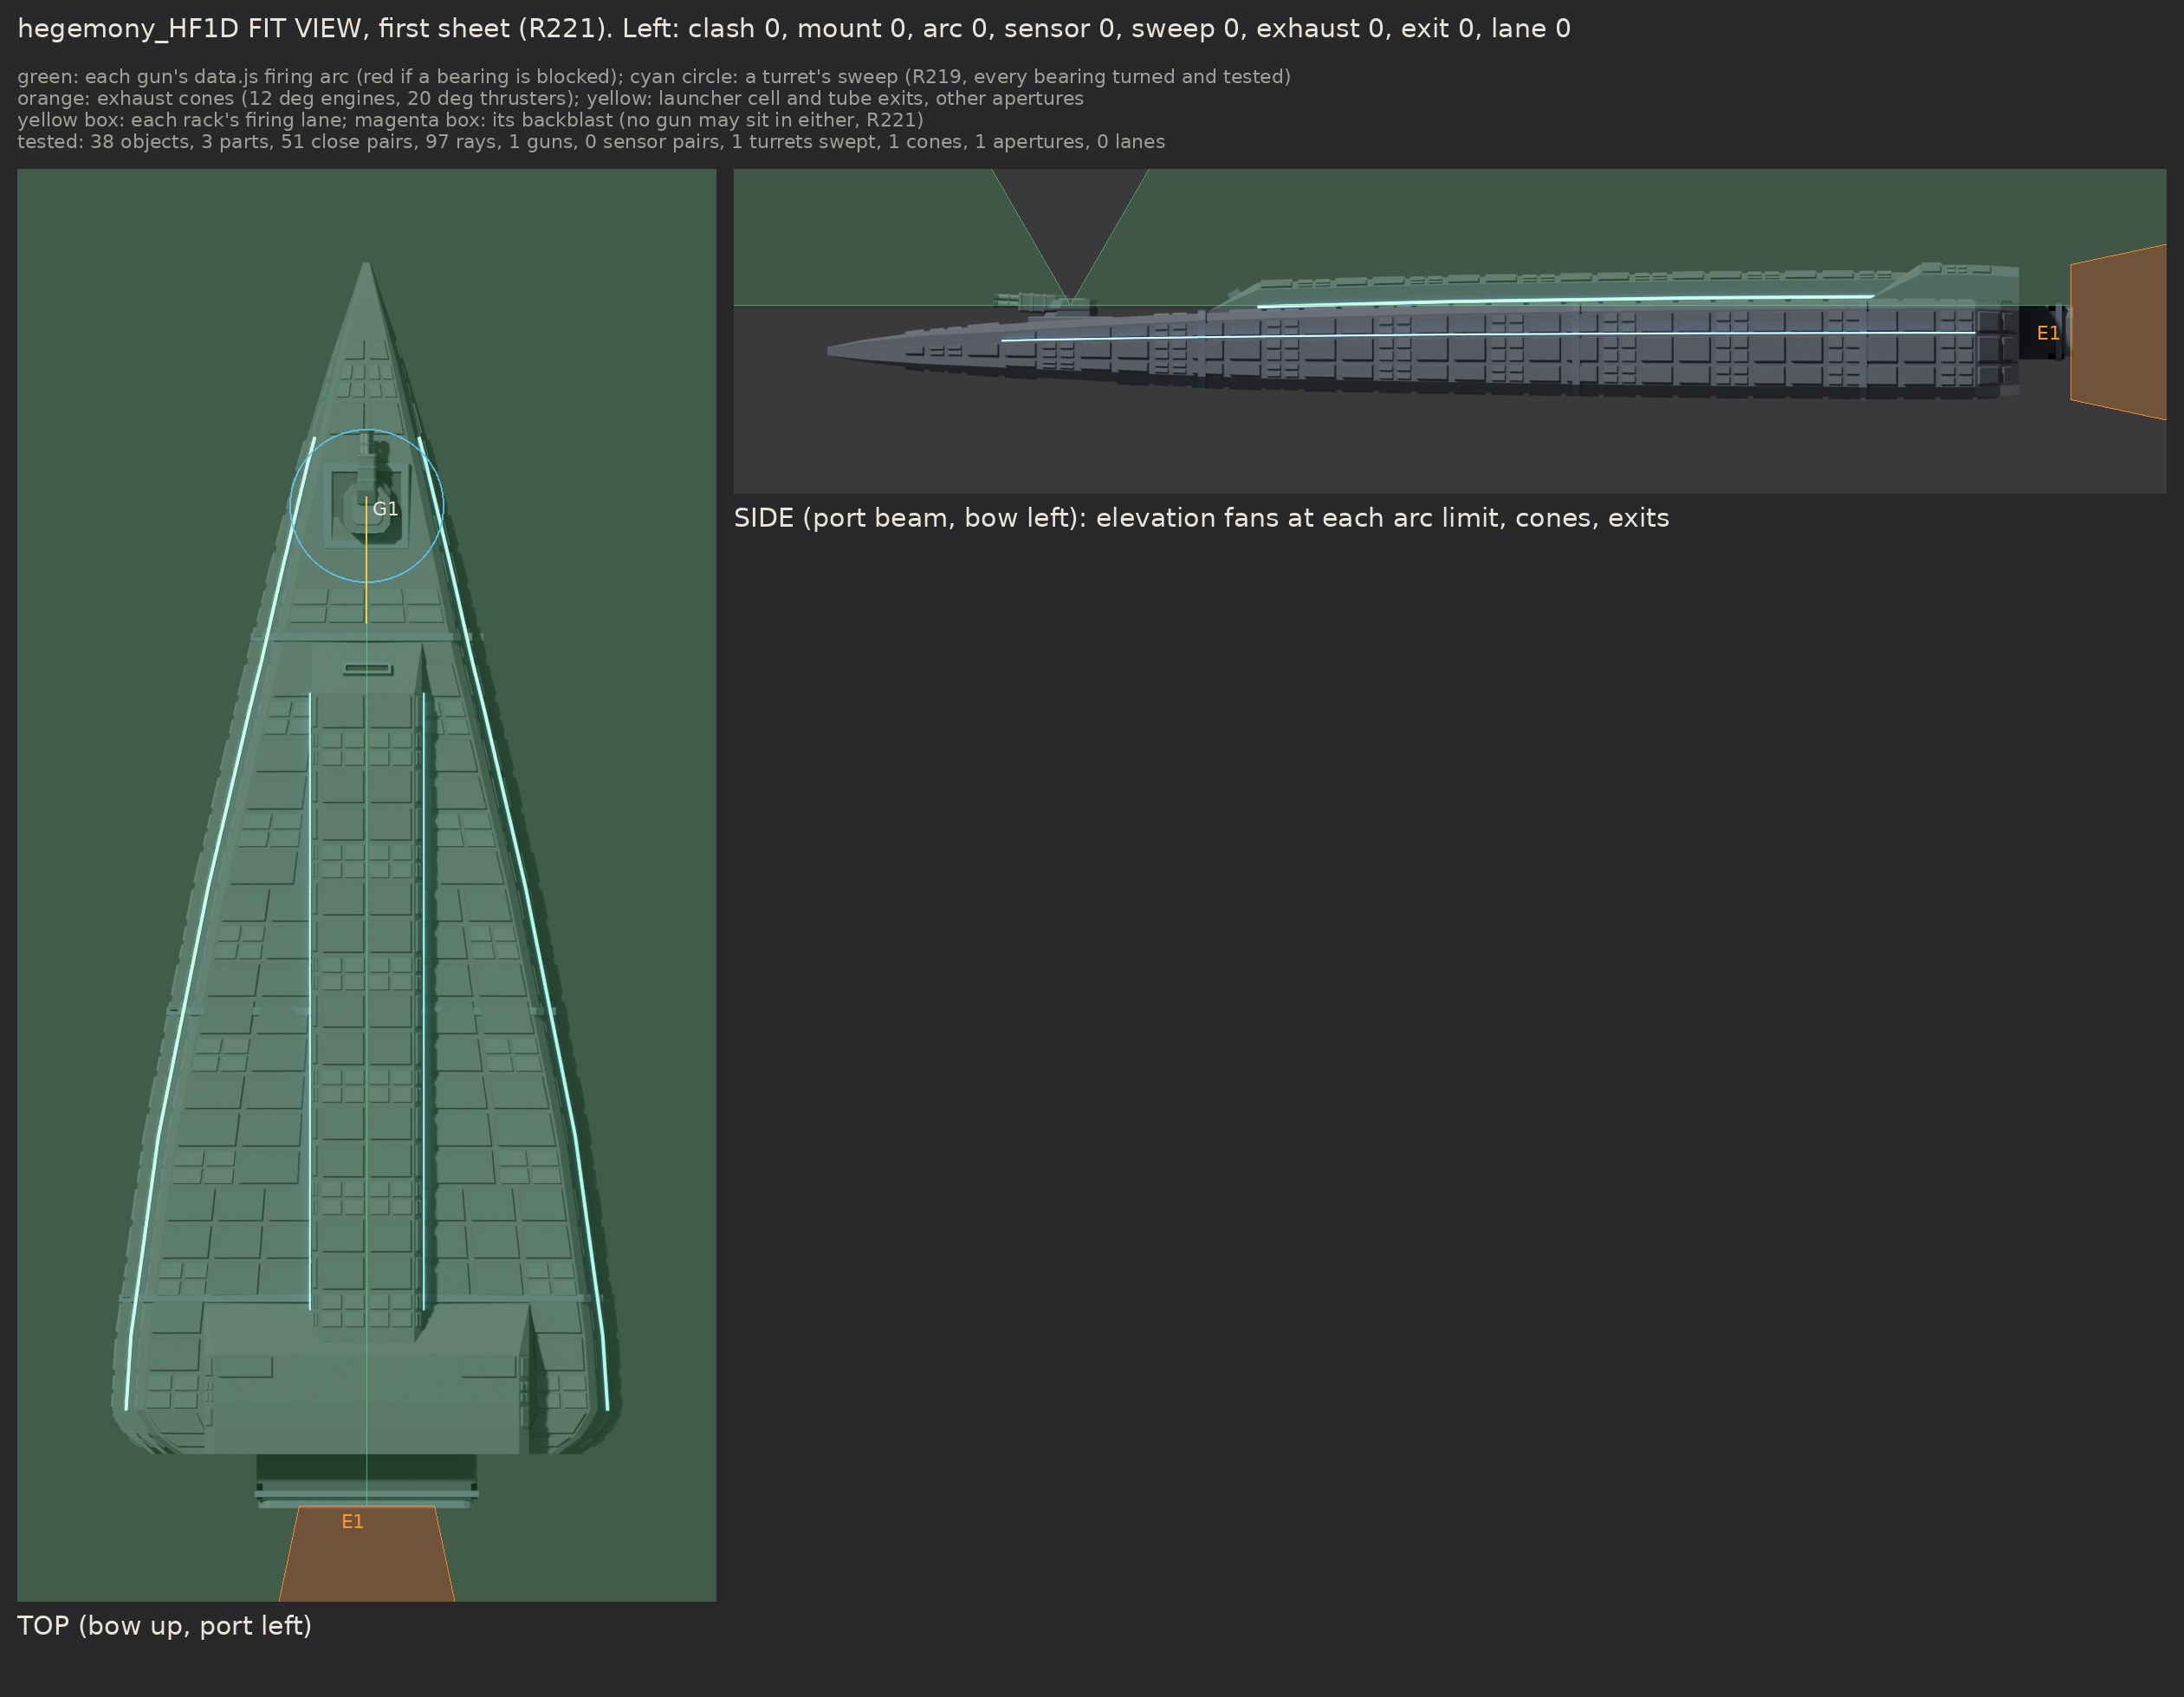 hegemony_HF1D FIT VIEW, first sheet (R221). Left: clash 0, mount 0, arc 0, sensor 0, sweep 0, exhaust 0, exit 0, lane 0
green: each gun's data.js firing arc (red if a bearing is blocked); cyan circle: a turret's sweep (R219, every bearing turned and tested)
orange: exhaust cones (12 deg engines, 20 deg thrusters); yellow: launcher cell and tube exits, other apertures
yellow box: each rack's firing lane; magenta box: its backblast (no gun may sit in either, R221)
tested: 38 objects, 3 parts, 51 close pairs, 97 rays, 1 guns, 0 sensor pairs, 1 turrets swept, 1 cones, 1 apertures, 0 lanes
E1
SIDE (port beam, bow left): elevation fans at each arc limit, cones, exits
G1
E1
TOP (bow up, port left)